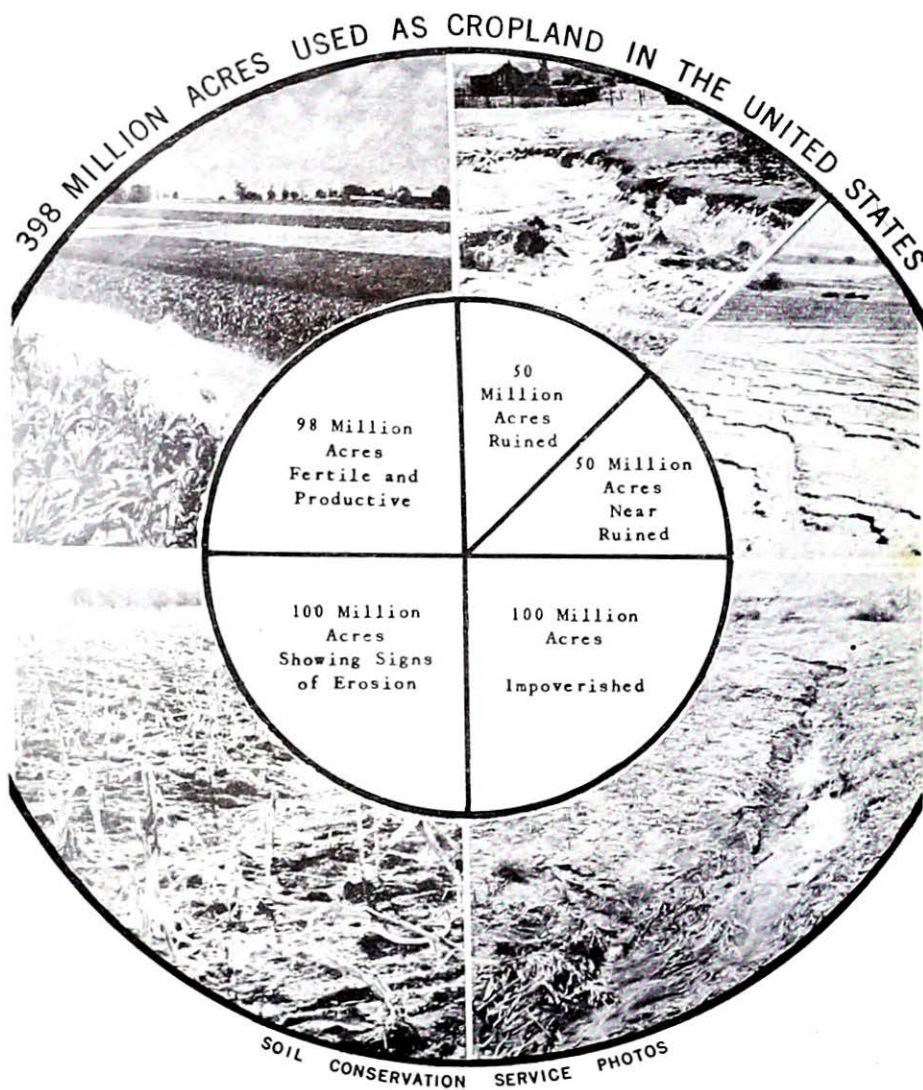 398 MILLION ACRES USED AS CROPLAND IN THE UNITED STATES
50
Million
Acres
Ruined
98 Million
Acres
Fertile and
Productive
50 Million
Acres
Near
Ruined
100 Million
Acres
Showing Signs
of Erosion
100 Million
Acres
Impoverished
SOIL CONSERVATION SERVICE PHOTOS